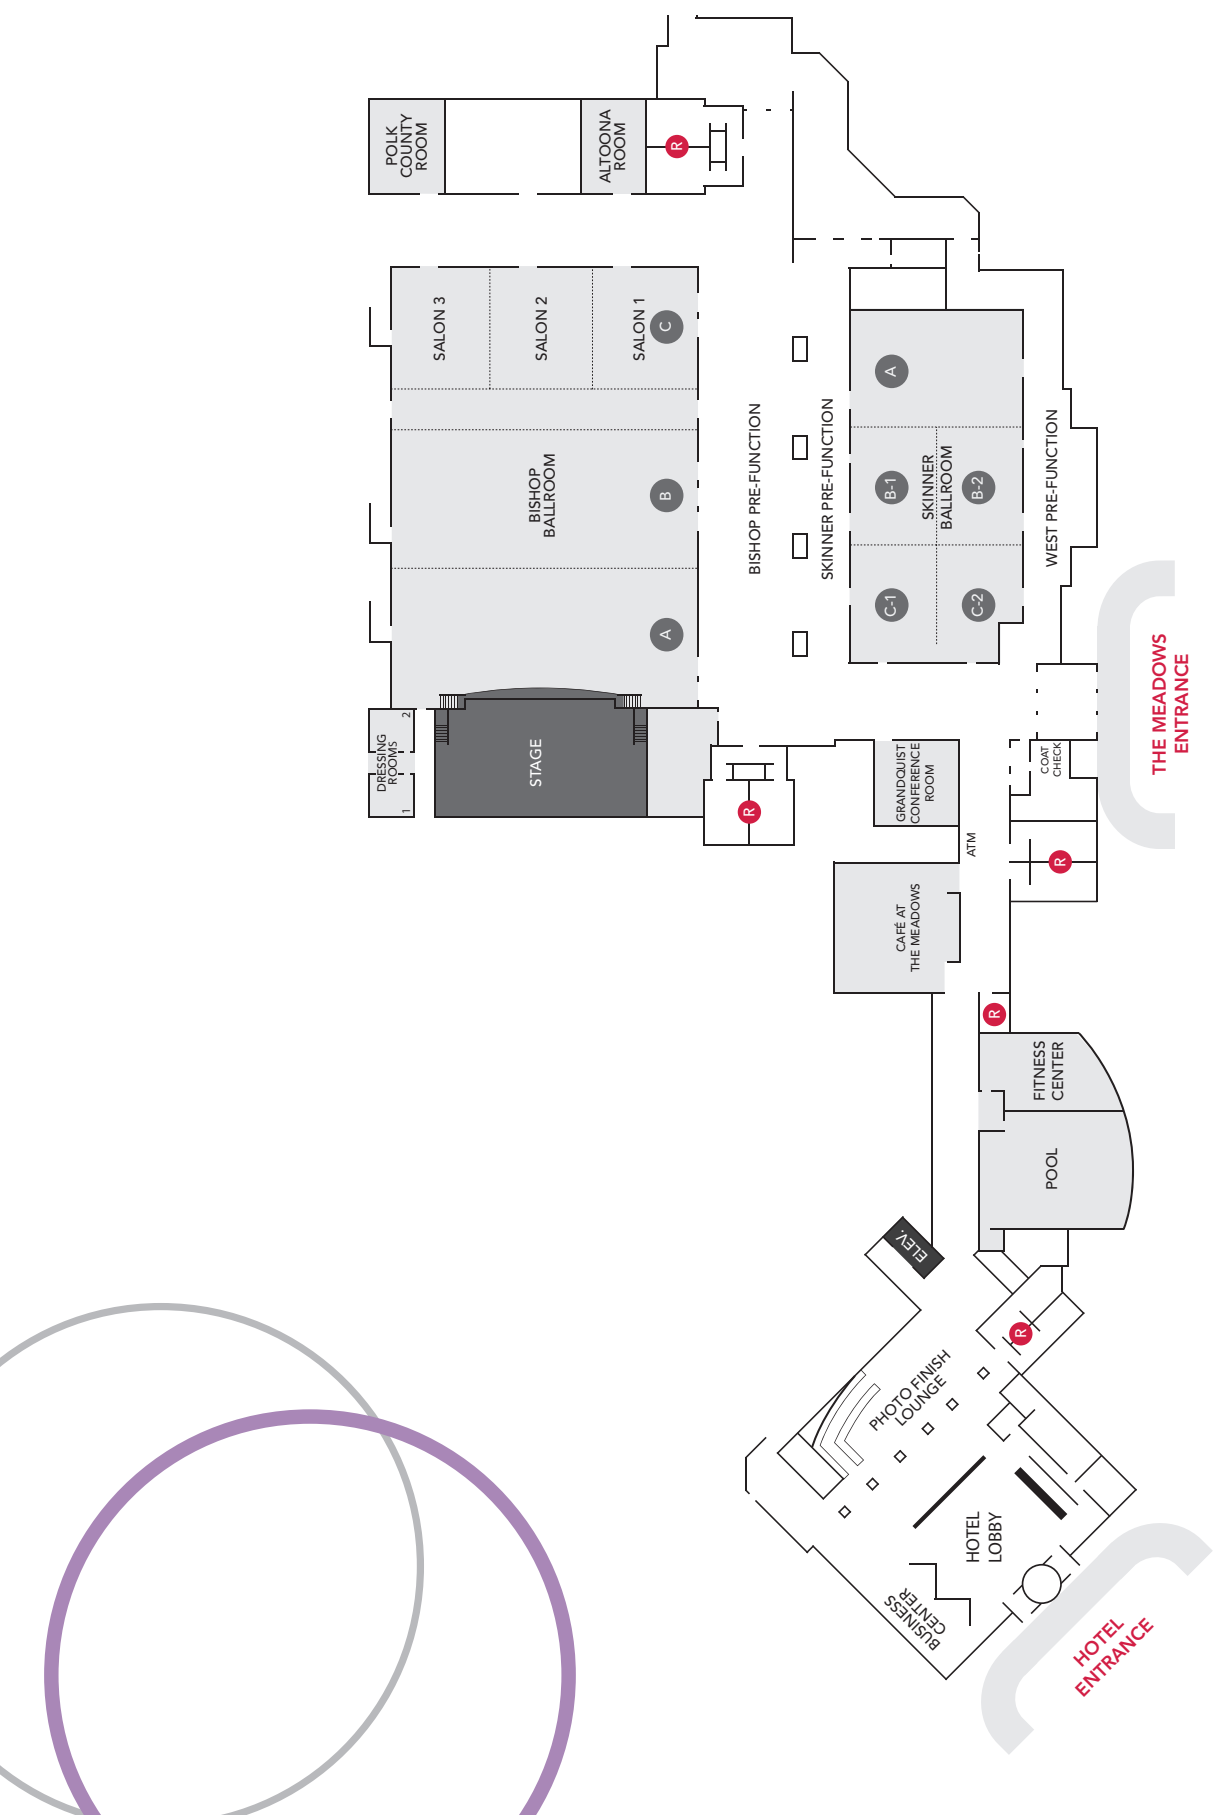 POLK
COUNTY
ROOM
ALTOONA
ROOM
R
SALON 3
SALON 2
SALON 1
C
BISHOP
BALLROOM
B
A
BISHOP PRE-FUNCTION
SKINNER PRE-FUNCTION
A
B-1
SKINNER
BALLROOM
B-2
C-1
C-2
WEST PRE-FUNCTION
THE MEADOWS
ENTRANCE
DRESSING
ROOMS
2
1
STAGE
R
GRANDQUIST
CONFERENCE
ROOM
COAT
CHECK
ATM
R
CAFÉ AT
THE MEADOWS
R
FITNESS
CENTER
POOL
ELEV.
R
PHOTO FINISH
LOUNGE
HOTEL
LOBBY
BUSINESS
CENTER
HOTEL
ENTRANCE